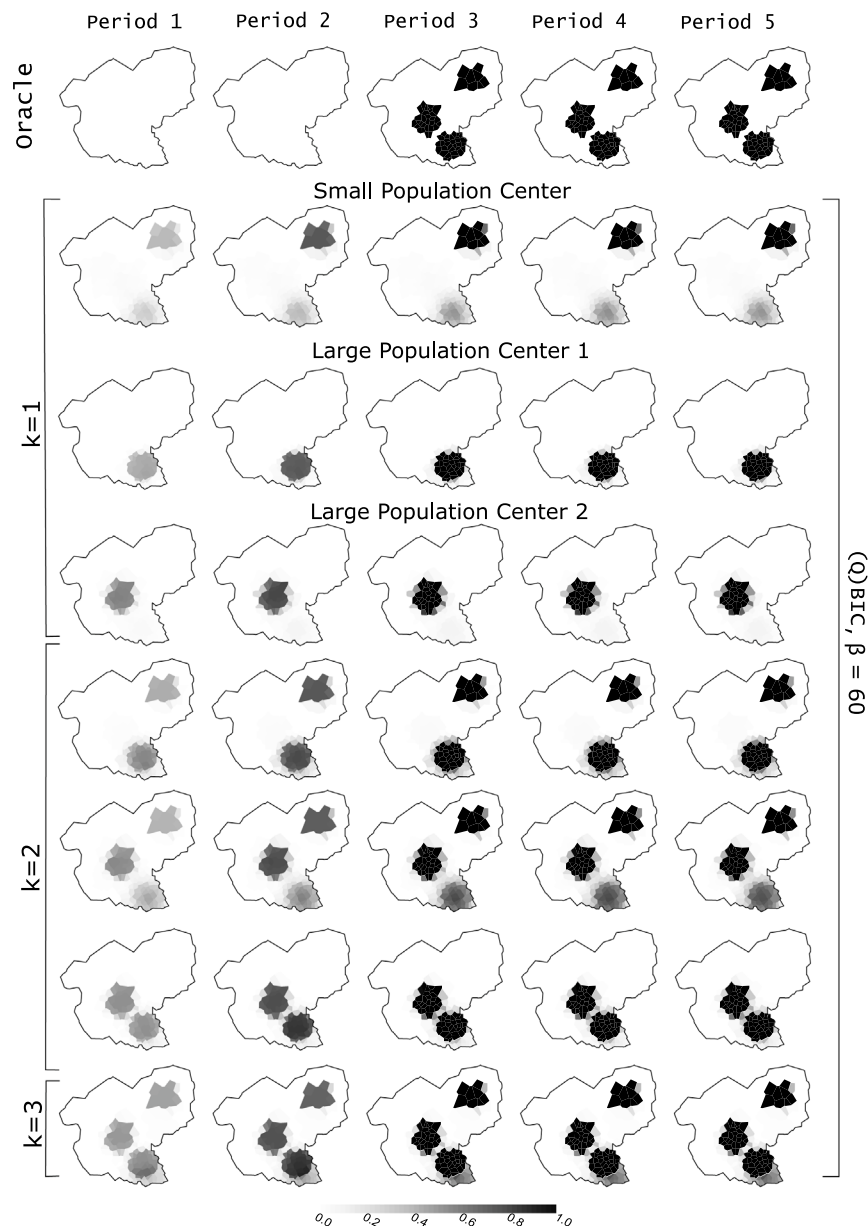 Period 1 Period 2 Period 3 Period 4 Period 5
Oracle
Small Population Center
Large Population Center 1
k=1
Large Population Center 2
(Q)BIC, β = 60
k=2
k=3
0.0 0.2 0.4 0.6 0.8 1.0